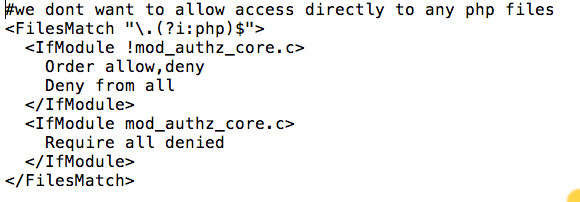 #we dont want to allow access directly to any php files
<FilesMatch "\.(?i:php)$">
  <IfModule !mod_authz_core.c>
    Order allow,deny
    Deny from all
  </IfModule>
  <IfModule mod_authz_core.c>
    Require all denied
  </IfModule>
</FilesMatch>